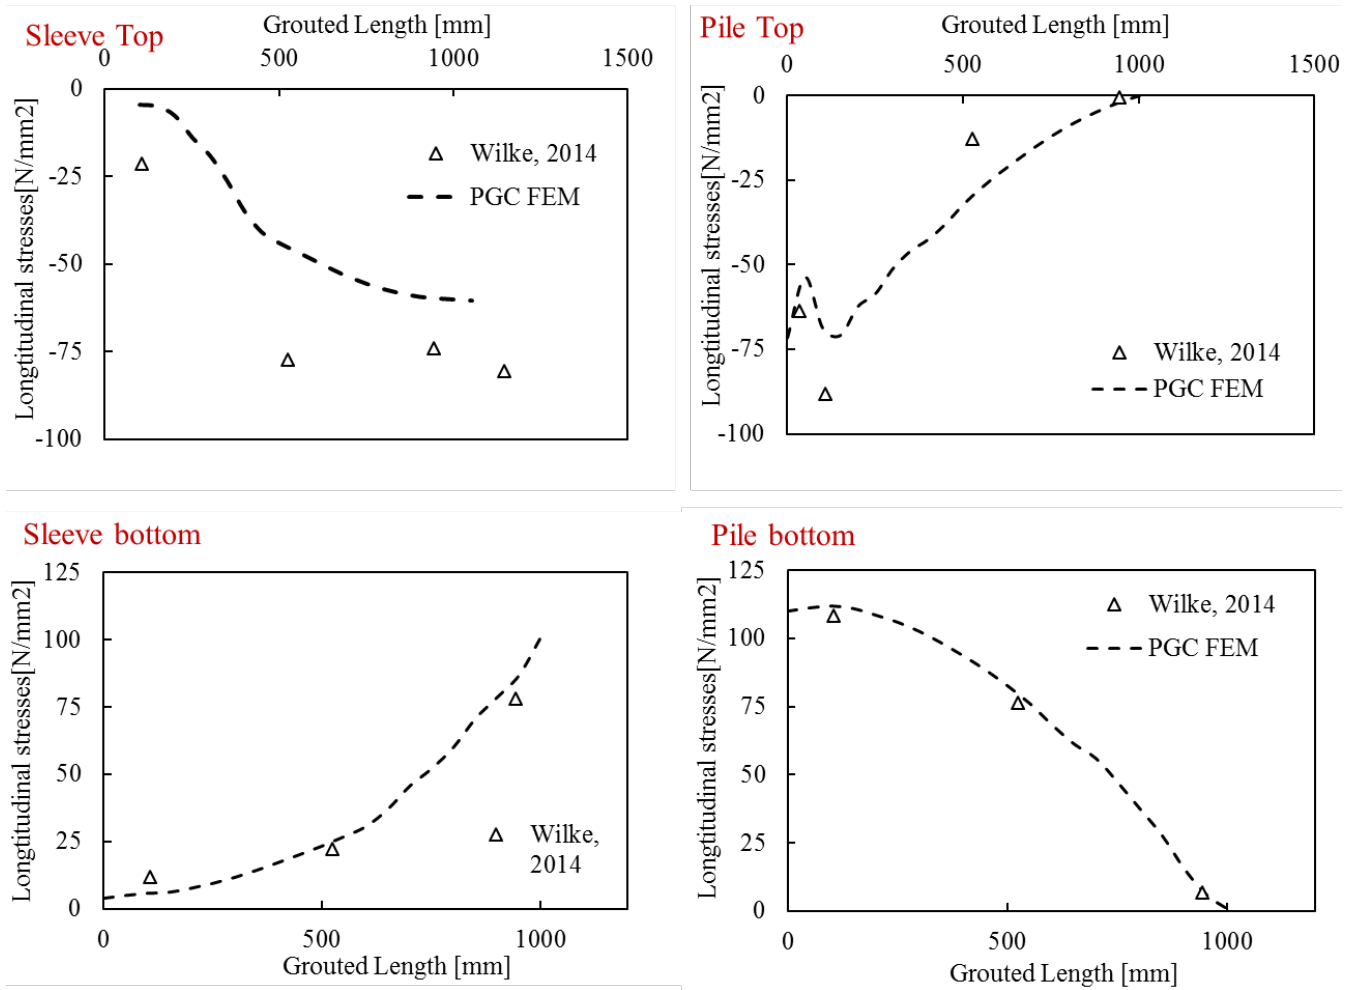 Sleeve Top
Grouted Length [mm]
0 500 1000 1500
Longtitudinal stresses[N/mm2]
0
-25
-50
-75
-100
Wilke, 2014
PGC FEM
Pile Top
Grouted Length [mm]
0 500 1000 1500
Longtitudinal stresses[N/mm2]
0
-25
-50
-75
-100
Wilke, 2014
PGC FEM
Sleeve bottom
Longtitudinal stresses[N/mm2]
125
100
75
50
25
0
Wilke,
2014
0 500 1000
Grouted Length [mm]
Pile bottom
Longtitudinal stresses[N/mm2]
125
100
75
50
25
0
Wilke, 2014
PGC FEM
0 500 1000
Grouted Length [mm]